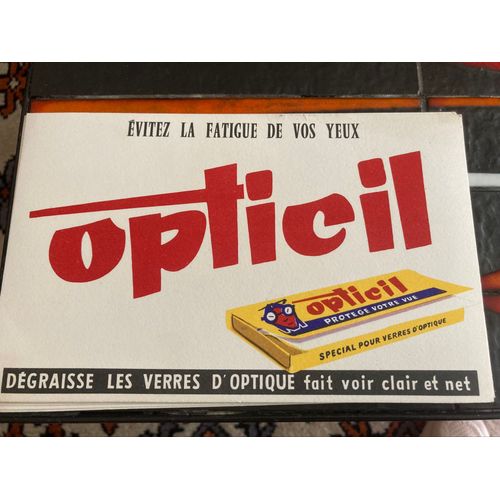 ÉVITEZ LA FATIGUE DE VOS YEUX
opticil
opticil
PROTEGE VOTRE VUE
SPECIAL POUR VERRES D'OPTIQUE
DÉGRAISSE LES VERRES D'OPTIQUE fait voir clair et net